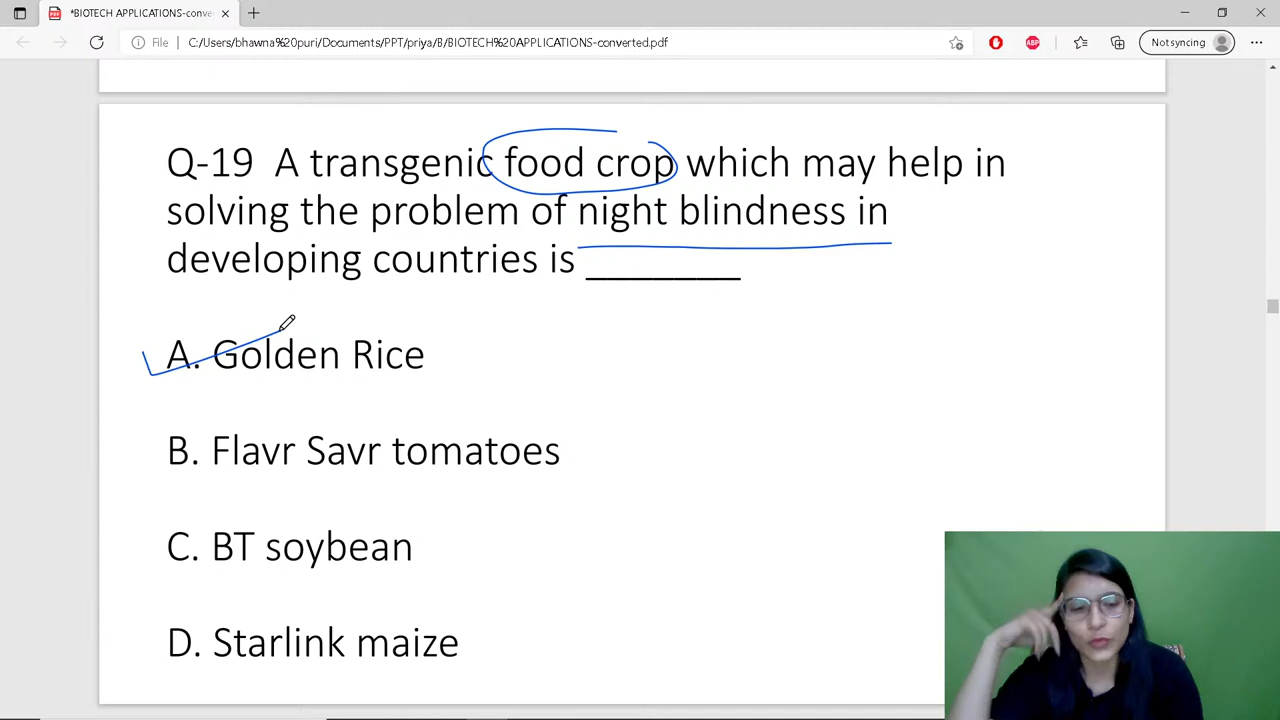 *BIOTECH APPLICATIONS-conve
File
C:/Users/bhawna%20puri/Documents/PPT/priya/B/BIOTECH%20APPLICATIONS-converted.pdf
ABP
Not syncing
Q-19 A transgenic food crop which may help in
solving the problem of night blindness in
developing countries is _______
A. Golden Rice
B. Flavr Savr tomatoes
C. BT soybean
D. Starlink maize